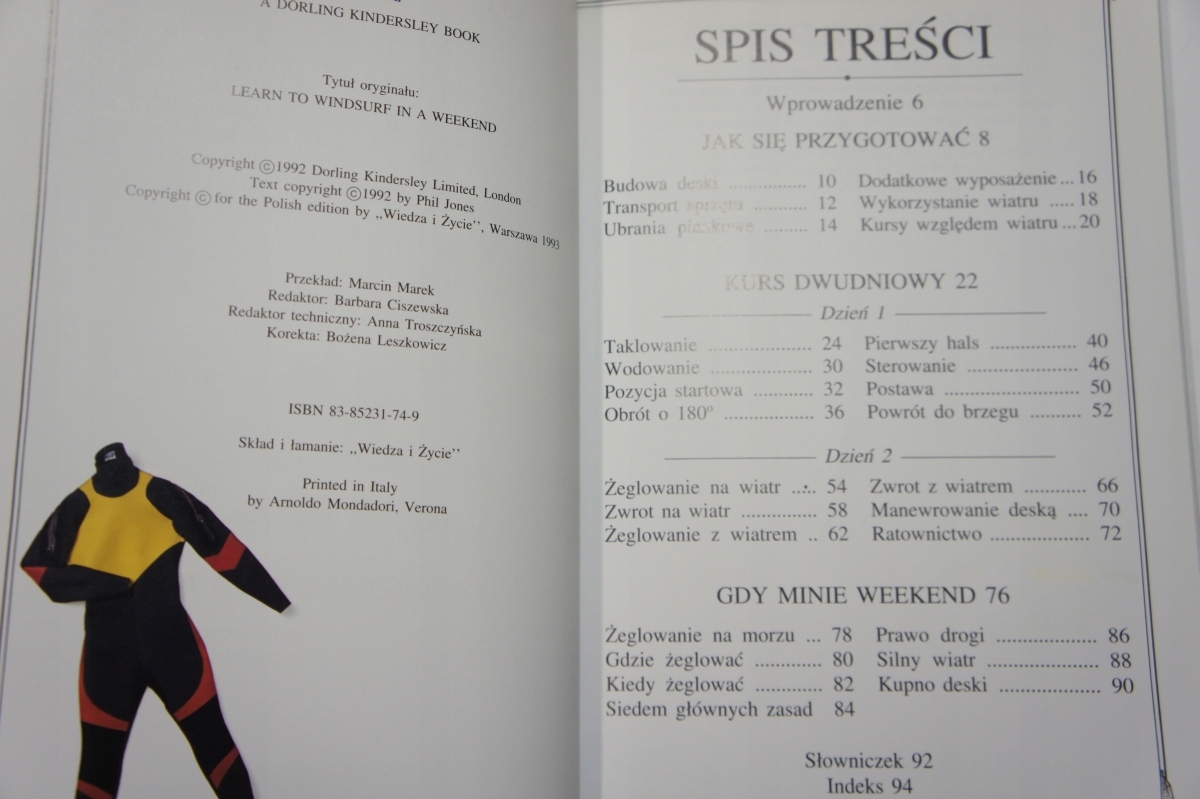 A DORLING KINDERSLEY BOOK
Tytuł oryginału:
LEARN TO WINDSURF IN A WEEKEND
Copyright ©1992 Dorling Kindersley Limited, London
Text copyright ©1992 by Phil Jones
Copyright © for the Polish edition by ,,Wiedza i Życie", Warszawa 1993
Przekład: Marcin Marek
Redaktor: Barbara Ciszewska
Redaktor techniczny: Anna Troszczyńska
Korekta: Bożena Leszkowicz
ISBN 83-85231-74-9
Skład i łamanie: ,,Wiedza i Życie"
Printed in Italy
by Arnoldo Mondadori, Verona
SPIS TREŚCI
Wprowadzenie 6
JAK SIĘ PRZYGOTOWAĆ 8
Budowa deski .............. 10 Dodatkowe wyposażenie ... 16
Transport sprzętu .......... 12 Wykorzystanie wiatru ..... 18
Ubrania piankowe ........ 14 Kursy względem wiatru ... 20
KURS DWUDNIOWY 22
Dzień 1
Taklowanie ................... 24 Pierwszy hals ................ 40
Wodowanie ..................... 30 Sterowanie .................... 46
Pozycja startowa ........... 32 Postawa ......................... 50
Obrót o 180º ................. 36 Powrót do brzegu .......... 52
Dzień 2
Żeglowanie na wiatr ..... 54 Zwrot z wiatrem ............ 66
Zwrot na wiatr .............. 58 Manewrowanie deską .... 70
Żeglowanie z wiatrem .. 62 Ratownictwo .................. 72
GDY MINIE WEEKEND 76
Żeglowanie na morzu ... 78 Prawo drogi ................... 86
Gdzie żeglować ............ 80 Silny wiatr ..................... 88
Kiedy żeglować ............ 82 Kupno deski ................... 90
Siedem głównych zasad 84
Słowniczek 92
Indeks 94